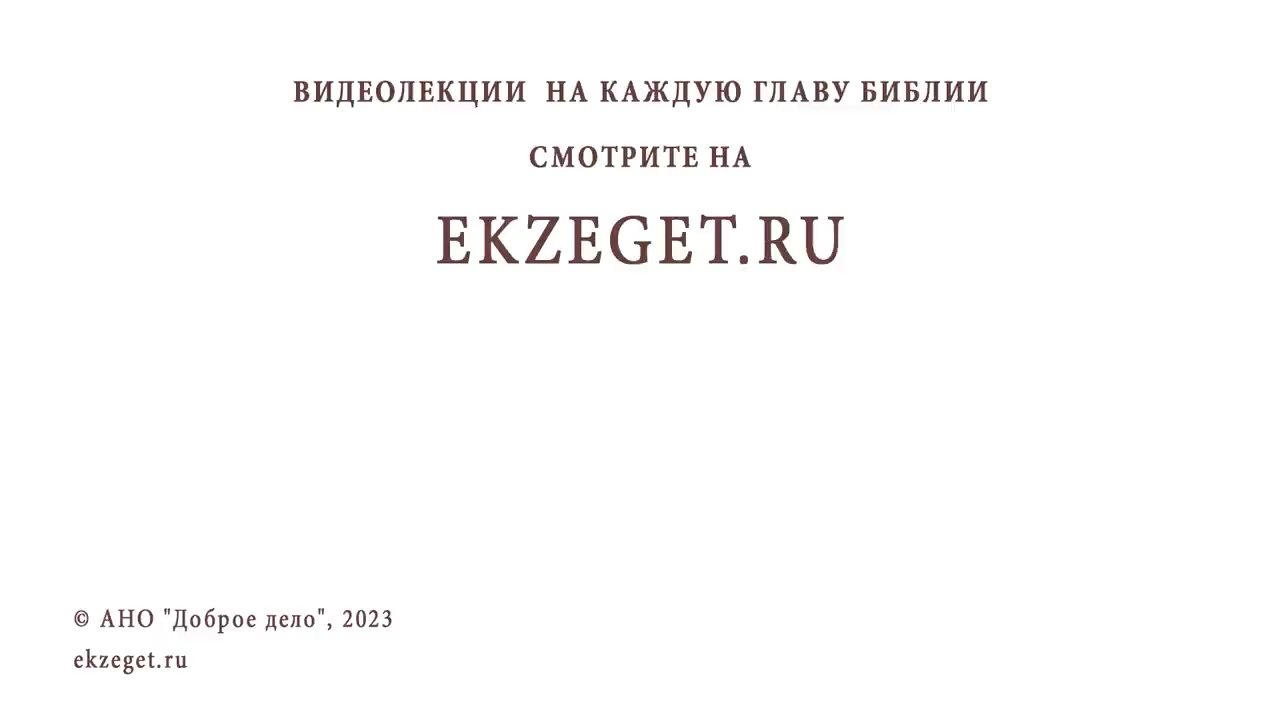 ВИДЕОЛЕКЦИИ НА КАЖДУЮ ГЛАВУ БИБЛИИ
СМОТРИТЕ НА
EKZEGET.RU
© АНО "Доброе дело", 2023
ekzeget.ru